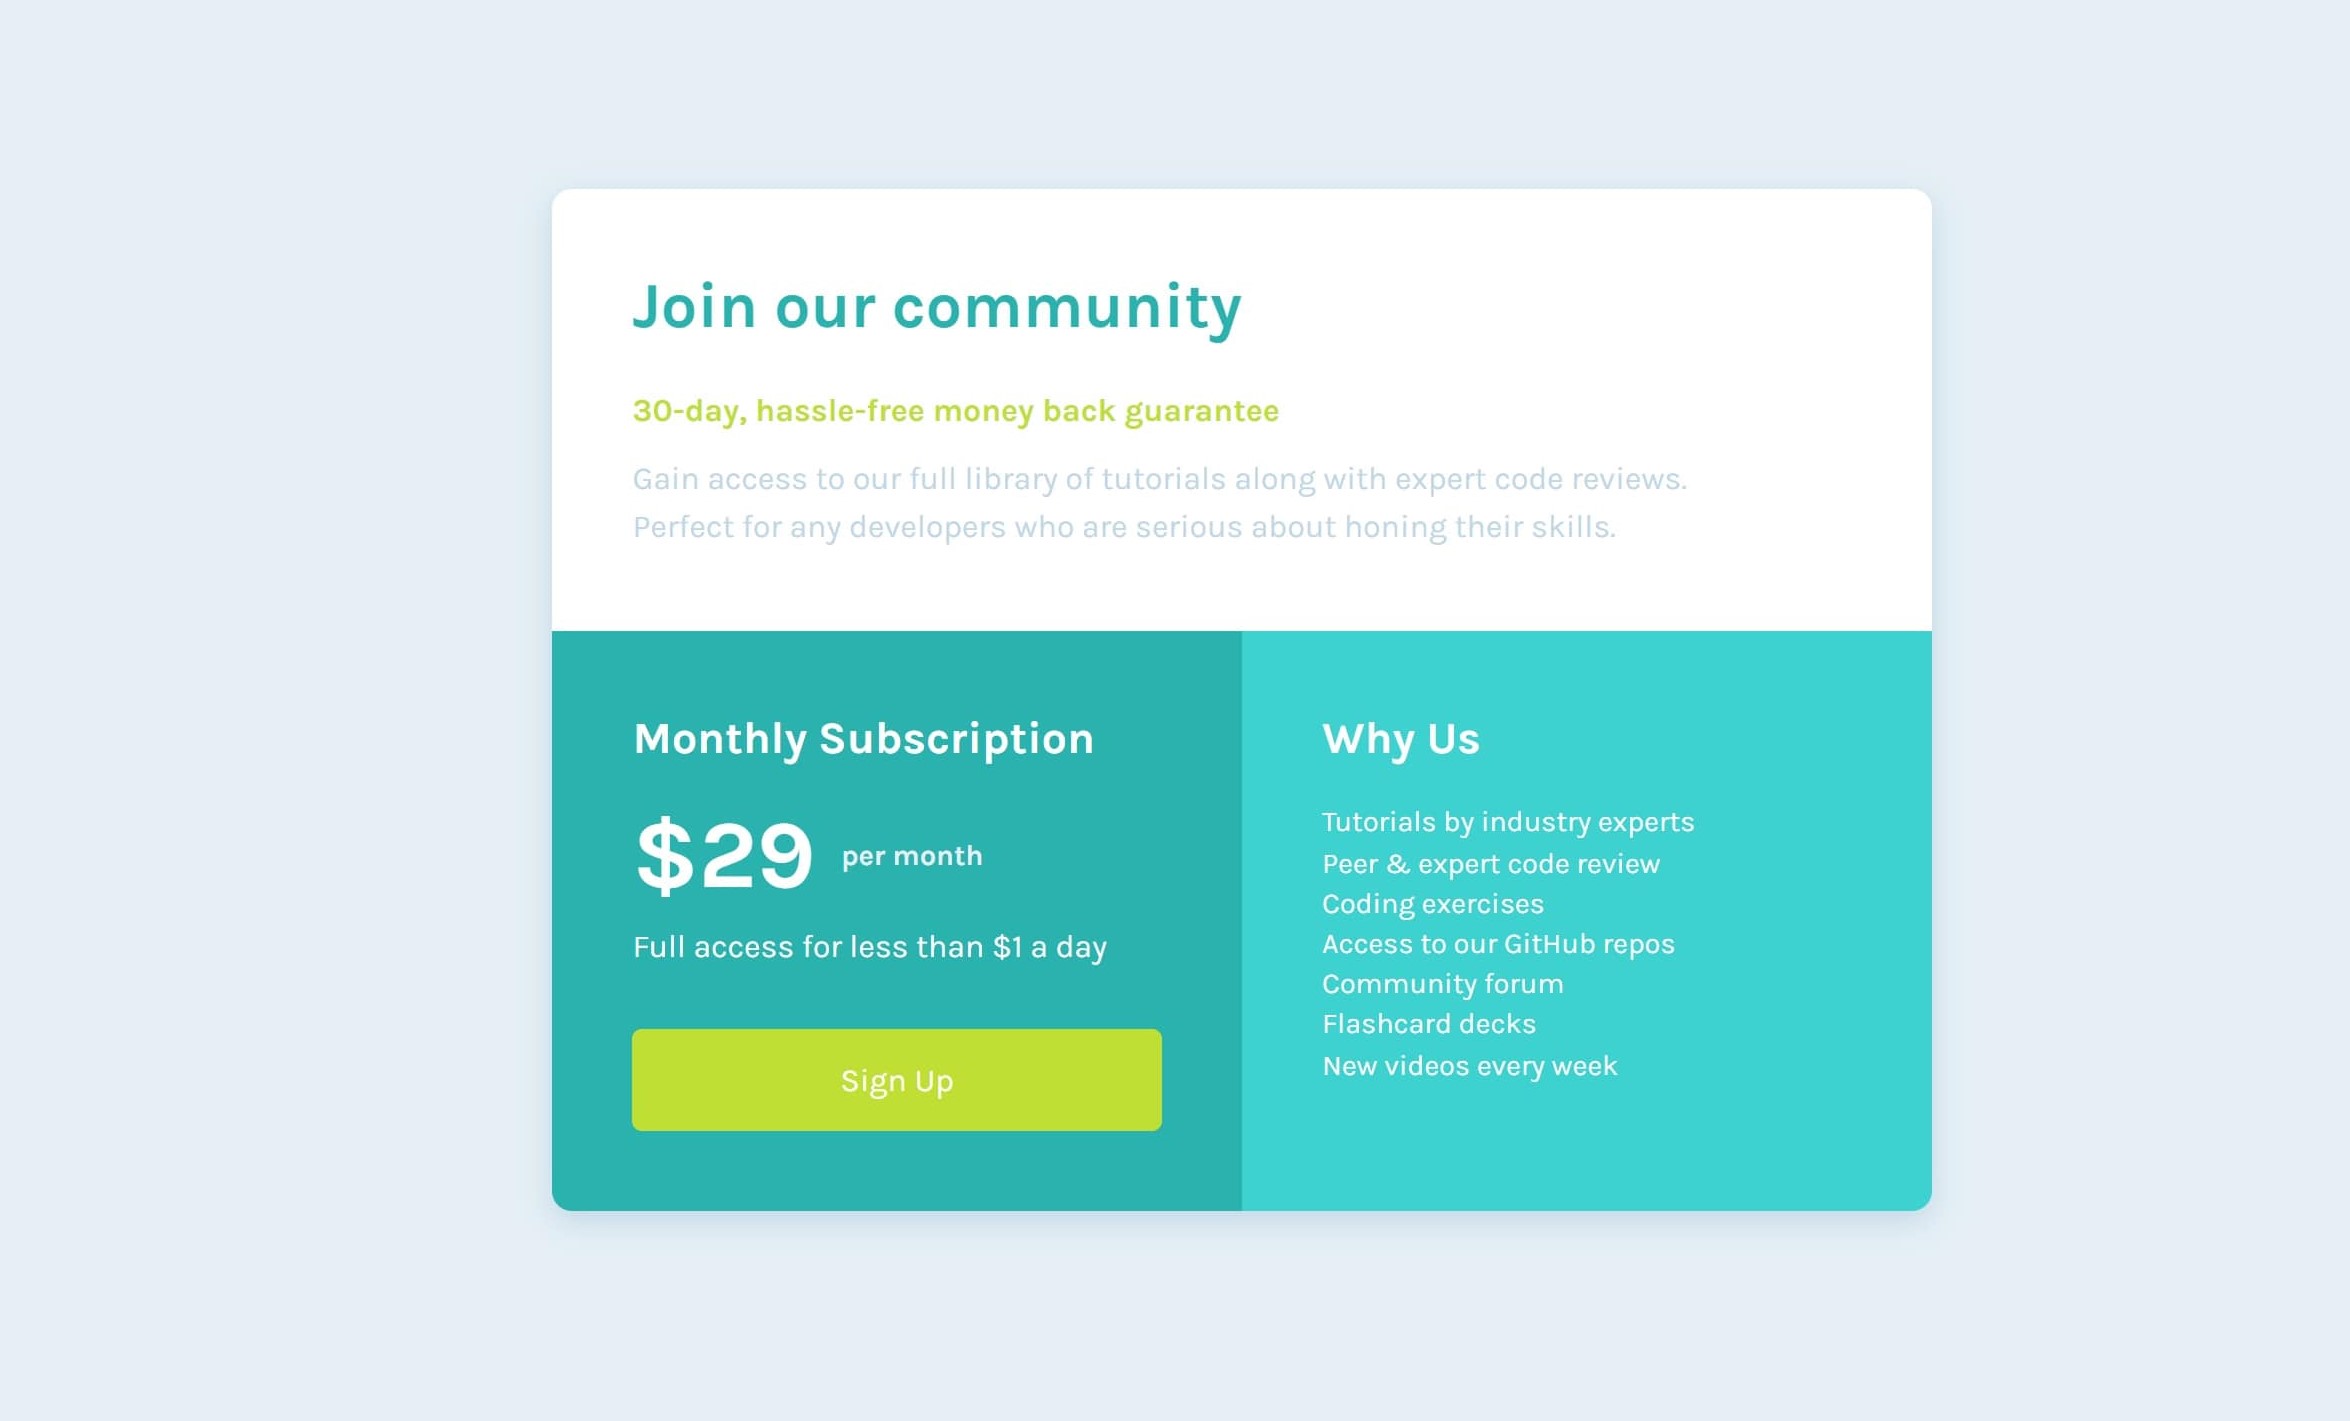 Join our community
30-day, hassle-free money back guarantee
Gain access to our full library of tutorials along with expert code reviews.
Perfect for any developers who are serious about honing their skills.
Monthly Subscription
$29 per month
Full access for less than $1 a day
Sign Up
Why Us
Tutorials by industry experts
Peer & expert code review
Coding exercises
Access to our GitHub repos
Community forum
Flashcard decks
New videos every week